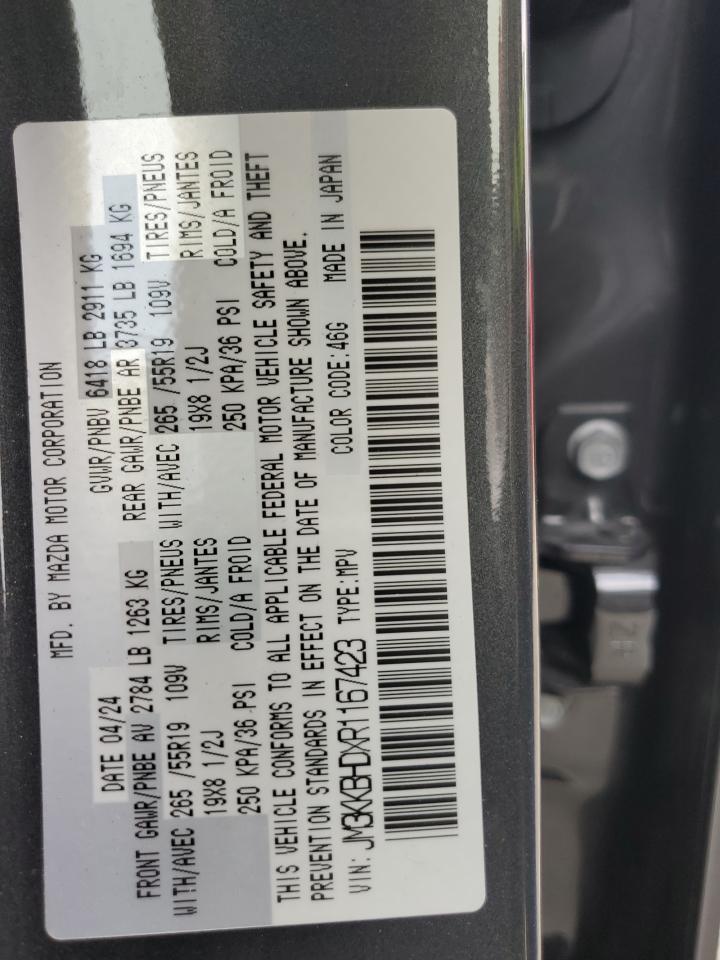 MFD. BY MAZDA MOTOR CORPORATION
DATE 04/24 GVWR/PNBV 6418 LB 2911 KG
FRONT GAWR/PNBE AV 2784 LB 1263 KG REAR GAWR/PNBE AR 3735 LB 1694 KG
WITH/AVEC 265 /55R19 109V TIRES/PNEUS WITH/AVEC 265 /55R19 109V TIRES/PNEUS
19X8 1/2J RIMS/JANTES 19X8 1/2J RIMS/JANTES
250 KPA/36 PSI COLD/A FROID 250 KPA/36 PSI COLD/A FROID
THIS VEHICLE CONFORMS TO ALL APPLICABLE FEDERAL MOTOR VEHICLE SAFETY AND THEFT
PREVENTION STANDARDS IN EFFECT ON THE DATE OF MANUFACTURE SHOWN ABOVE.
VIN: JM3KKBHDXR1167423 TYPE:MPV COLOR CODE:46G MADE IN JAPAN